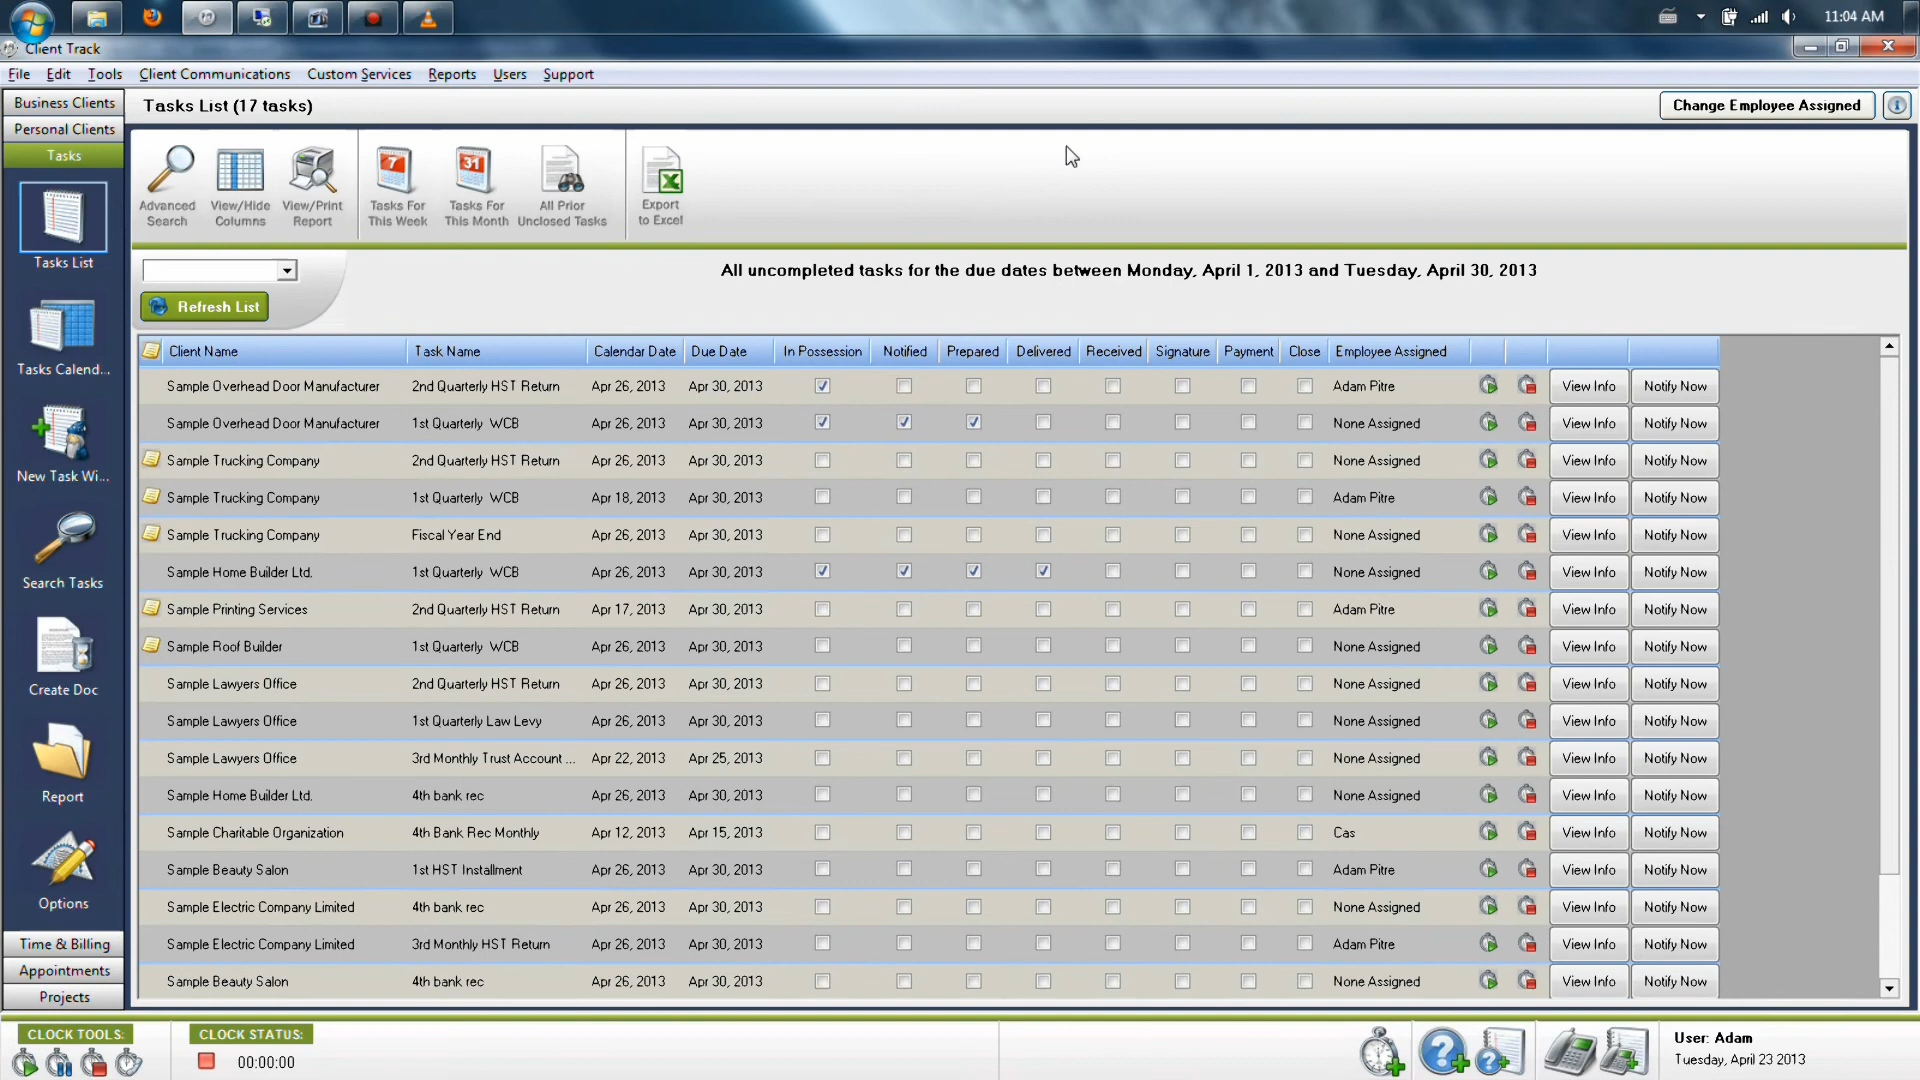 11:04 AM
Client Track
File Edit Tools Client Communications Custom Services Reports Users Support
Business Clients
Personal Clients
Tasks
Tasks List
Tasks Calend...
New Task Wi...
Search Tasks
Create Doc
Report
Options
Time & Billing
Appointments
Projects
Tasks List (17 tasks)
Change Employee Assigned
Advanced Search
View/Hide Columns
View/Print Report
7
Tasks For This Week
31
Tasks For This Month
All Prior Unclosed Tasks
Export to Excel
Refresh List
All uncompleted tasks for the due dates between Monday, April 1, 2013 and Tuesday, April 30, 2013
Client Name Task Name Calendar Date Due Date In Possession Notified Prepared Delivered Received Signature Payment Close Employee Assigned
Sample Overhead Door Manufacturer 2nd Quarterly HST Return Apr 26, 2013 Apr 30, 2013 Adam Pitre View Info Notify Now
Sample Overhead Door Manufacturer 1st Quarterly WCB Apr 26, 2013 Apr 30, 2013 None Assigned View Info Notify Now
Sample Trucking Company 2nd Quarterly HST Return Apr 26, 2013 Apr 30, 2013 None Assigned View Info Notify Now
Sample Trucking Company 1st Quarterly WCB Apr 18, 2013 Apr 30, 2013 Adam Pitre View Info Notify Now
Sample Trucking Company Fiscal Year End Apr 26, 2013 Apr 30, 2013 None Assigned View Info Notify Now
Sample Home Builder Ltd. 1st Quarterly WCB Apr 26, 2013 Apr 30, 2013 None Assigned View Info Notify Now
Sample Printing Services 2nd Quarterly HST Return Apr 17, 2013 Apr 30, 2013 Adam Pitre View Info Notify Now
Sample Roof Builder 1st Quarterly WCB Apr 26, 2013 Apr 30, 2013 None Assigned View Info Notify Now
Sample Lawyers Office 2nd Quarterly HST Return Apr 26, 2013 Apr 30, 2013 None Assigned View Info Notify Now
Sample Lawyers Office 1st Quarterly Law Levy Apr 26, 2013 Apr 30, 2013 None Assigned View Info Notify Now
Sample Lawyers Office 3rd Monthly Trust Account ... Apr 22, 2013 Apr 25, 2013 None Assigned View Info Notify Now
Sample Home Builder Ltd. 4th bank rec Apr 26, 2013 Apr 30, 2013 None Assigned View Info Notify Now
Sample Charitable Organization 4th Bank Rec Monthly Apr 12, 2013 Apr 15, 2013 Cas View Info Notify Now
Sample Beauty Salon 1st HST Installment Apr 26, 2013 Apr 30, 2013 Adam Pitre View Info Notify Now
Sample Electric Company Limited 4th bank rec Apr 26, 2013 Apr 30, 2013 None Assigned View Info Notify Now
Sample Electric Company Limited 3rd Monthly HST Return Apr 26, 2013 Apr 30, 2013 Adam Pitre View Info Notify Now
Sample Beauty Salon 4th bank rec Apr 26, 2013 Apr 30, 2013 None Assigned View Info Notify Now
CLOCK TOOLS:
CLOCK STATUS:
00:00:00
User: Adam
Tuesday, April 23 2013